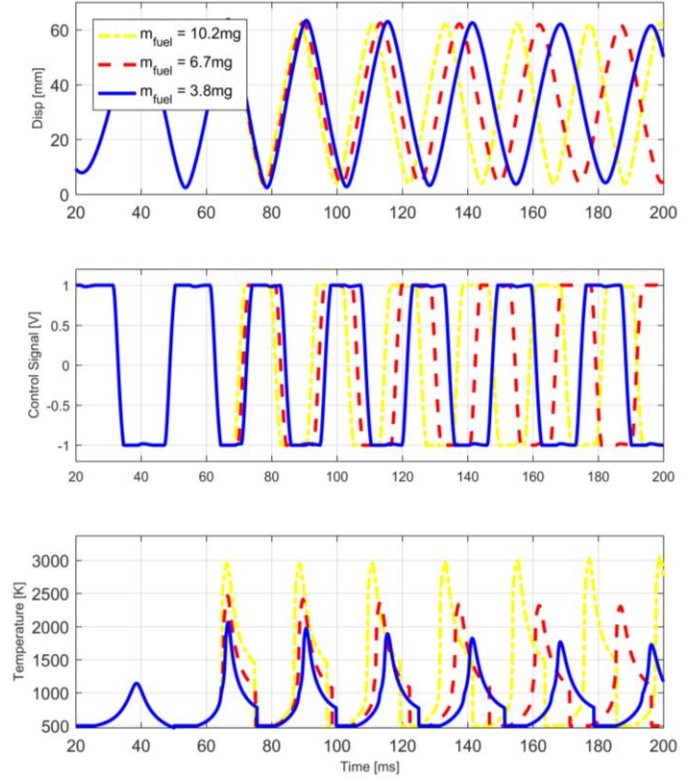 60
40
20
0
Disp [mm]
m_fuel = 10.2mg
m_fuel = 6.7mg
m_fuel = 3.8mg
20 40 60 80 100 120 140 160 180 200
1
0.5
0
-0.5
-1
Control Signal [V]
20 40 60 80 100 120 140 160 180 200
3000
2500
2000
1500
1000
500
Temperature [K]
20 40 60 80 100 120 140 160 180 200
Time [ms]